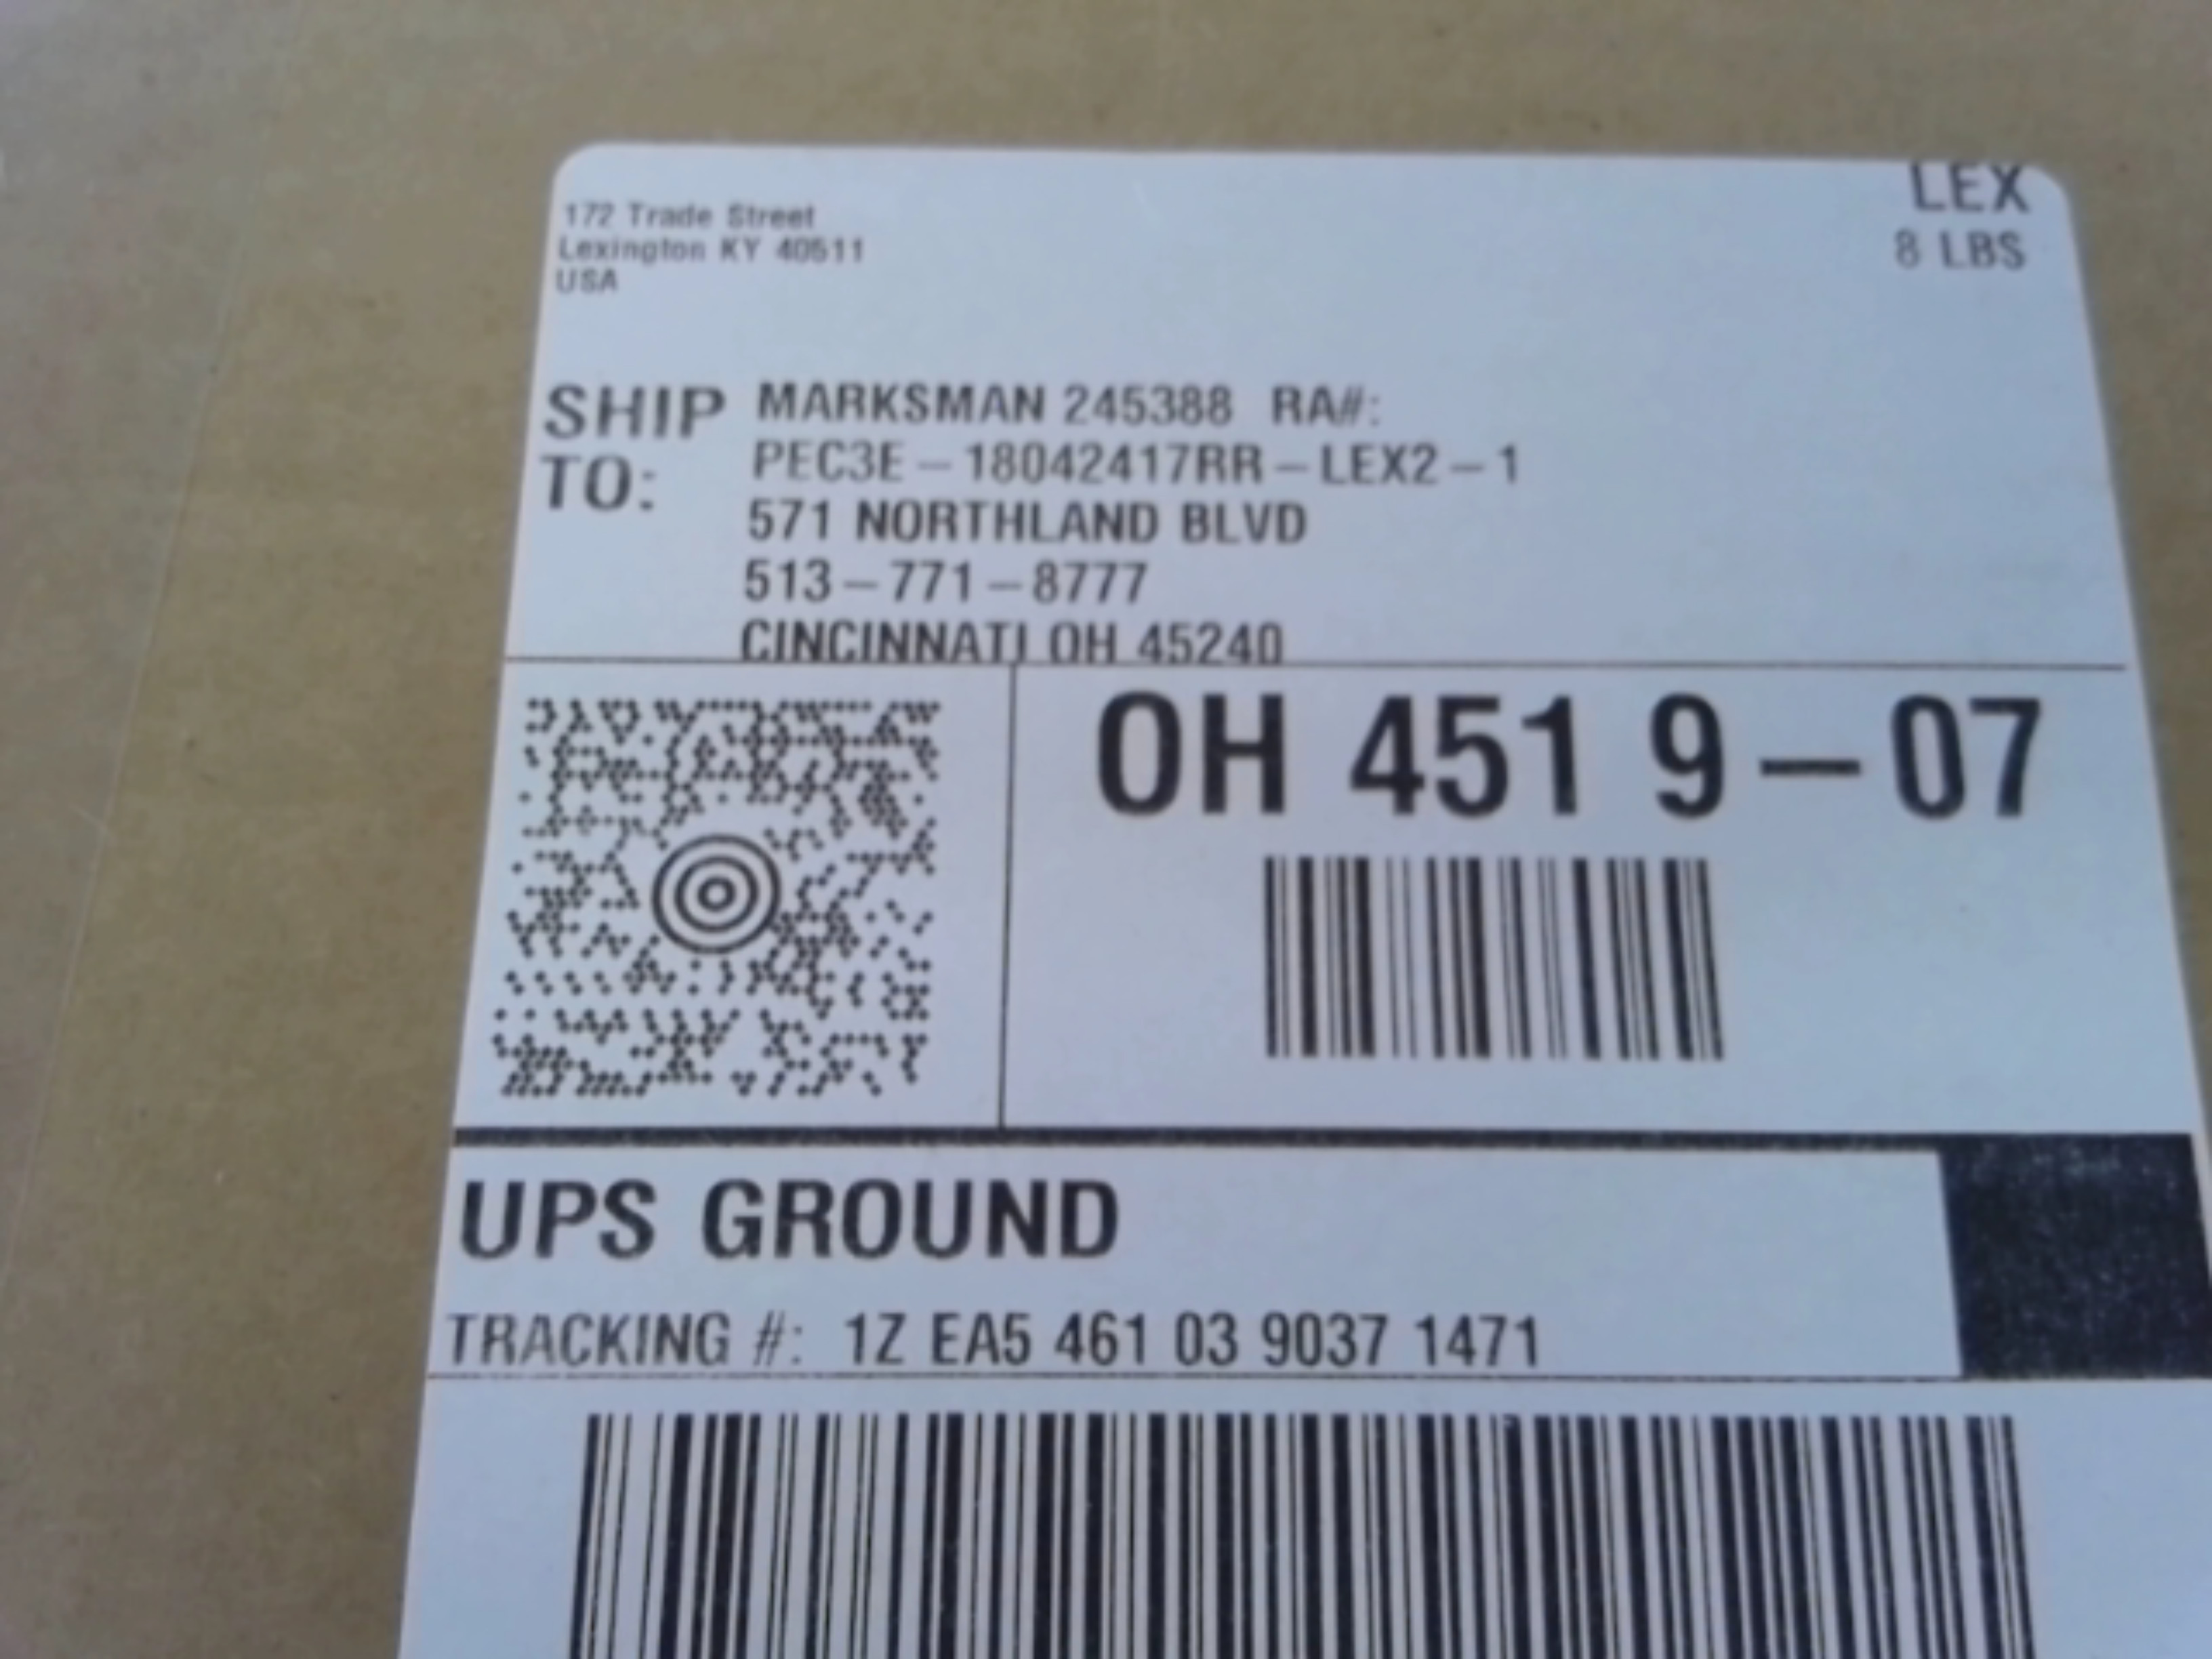 172 Trade Street
Lexington KY 40511
USA
LEX
8 LBS
SHIP TO:
MARKSMAN 245388 RA#:
PEC3E-18042417RR-LEX2-1
571 NORTHLAND BLVD
513-771-8777
CINCINNATI OH 45240
OH 451 9-07
UPS GROUND
TRACKING #: 1Z EA5 461 03 9037 1471